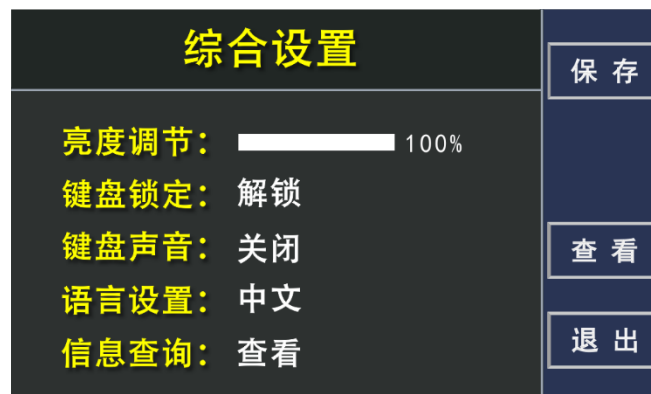 综合设置
亮度调节： 100%
键盘锁定： 解锁
键盘声音： 关闭
语言设置： 中文
信息查询： 查看
保存
查看
退出